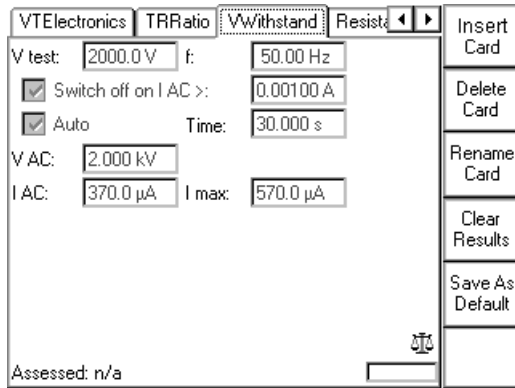 VTElectronics TRRatio VWithstand Resista
V test: 2000.0 V f: 50.00 Hz
Switch off on I AC >: 0.00100 A
Auto Time: 30.000 s
V AC: 2.000 kV
I AC: 370.0 µA I max: 570.0 µA
Assessed: n/a
Insert
Card
Delete
Card
Rename
Card
Clear
Results
Save As
Default